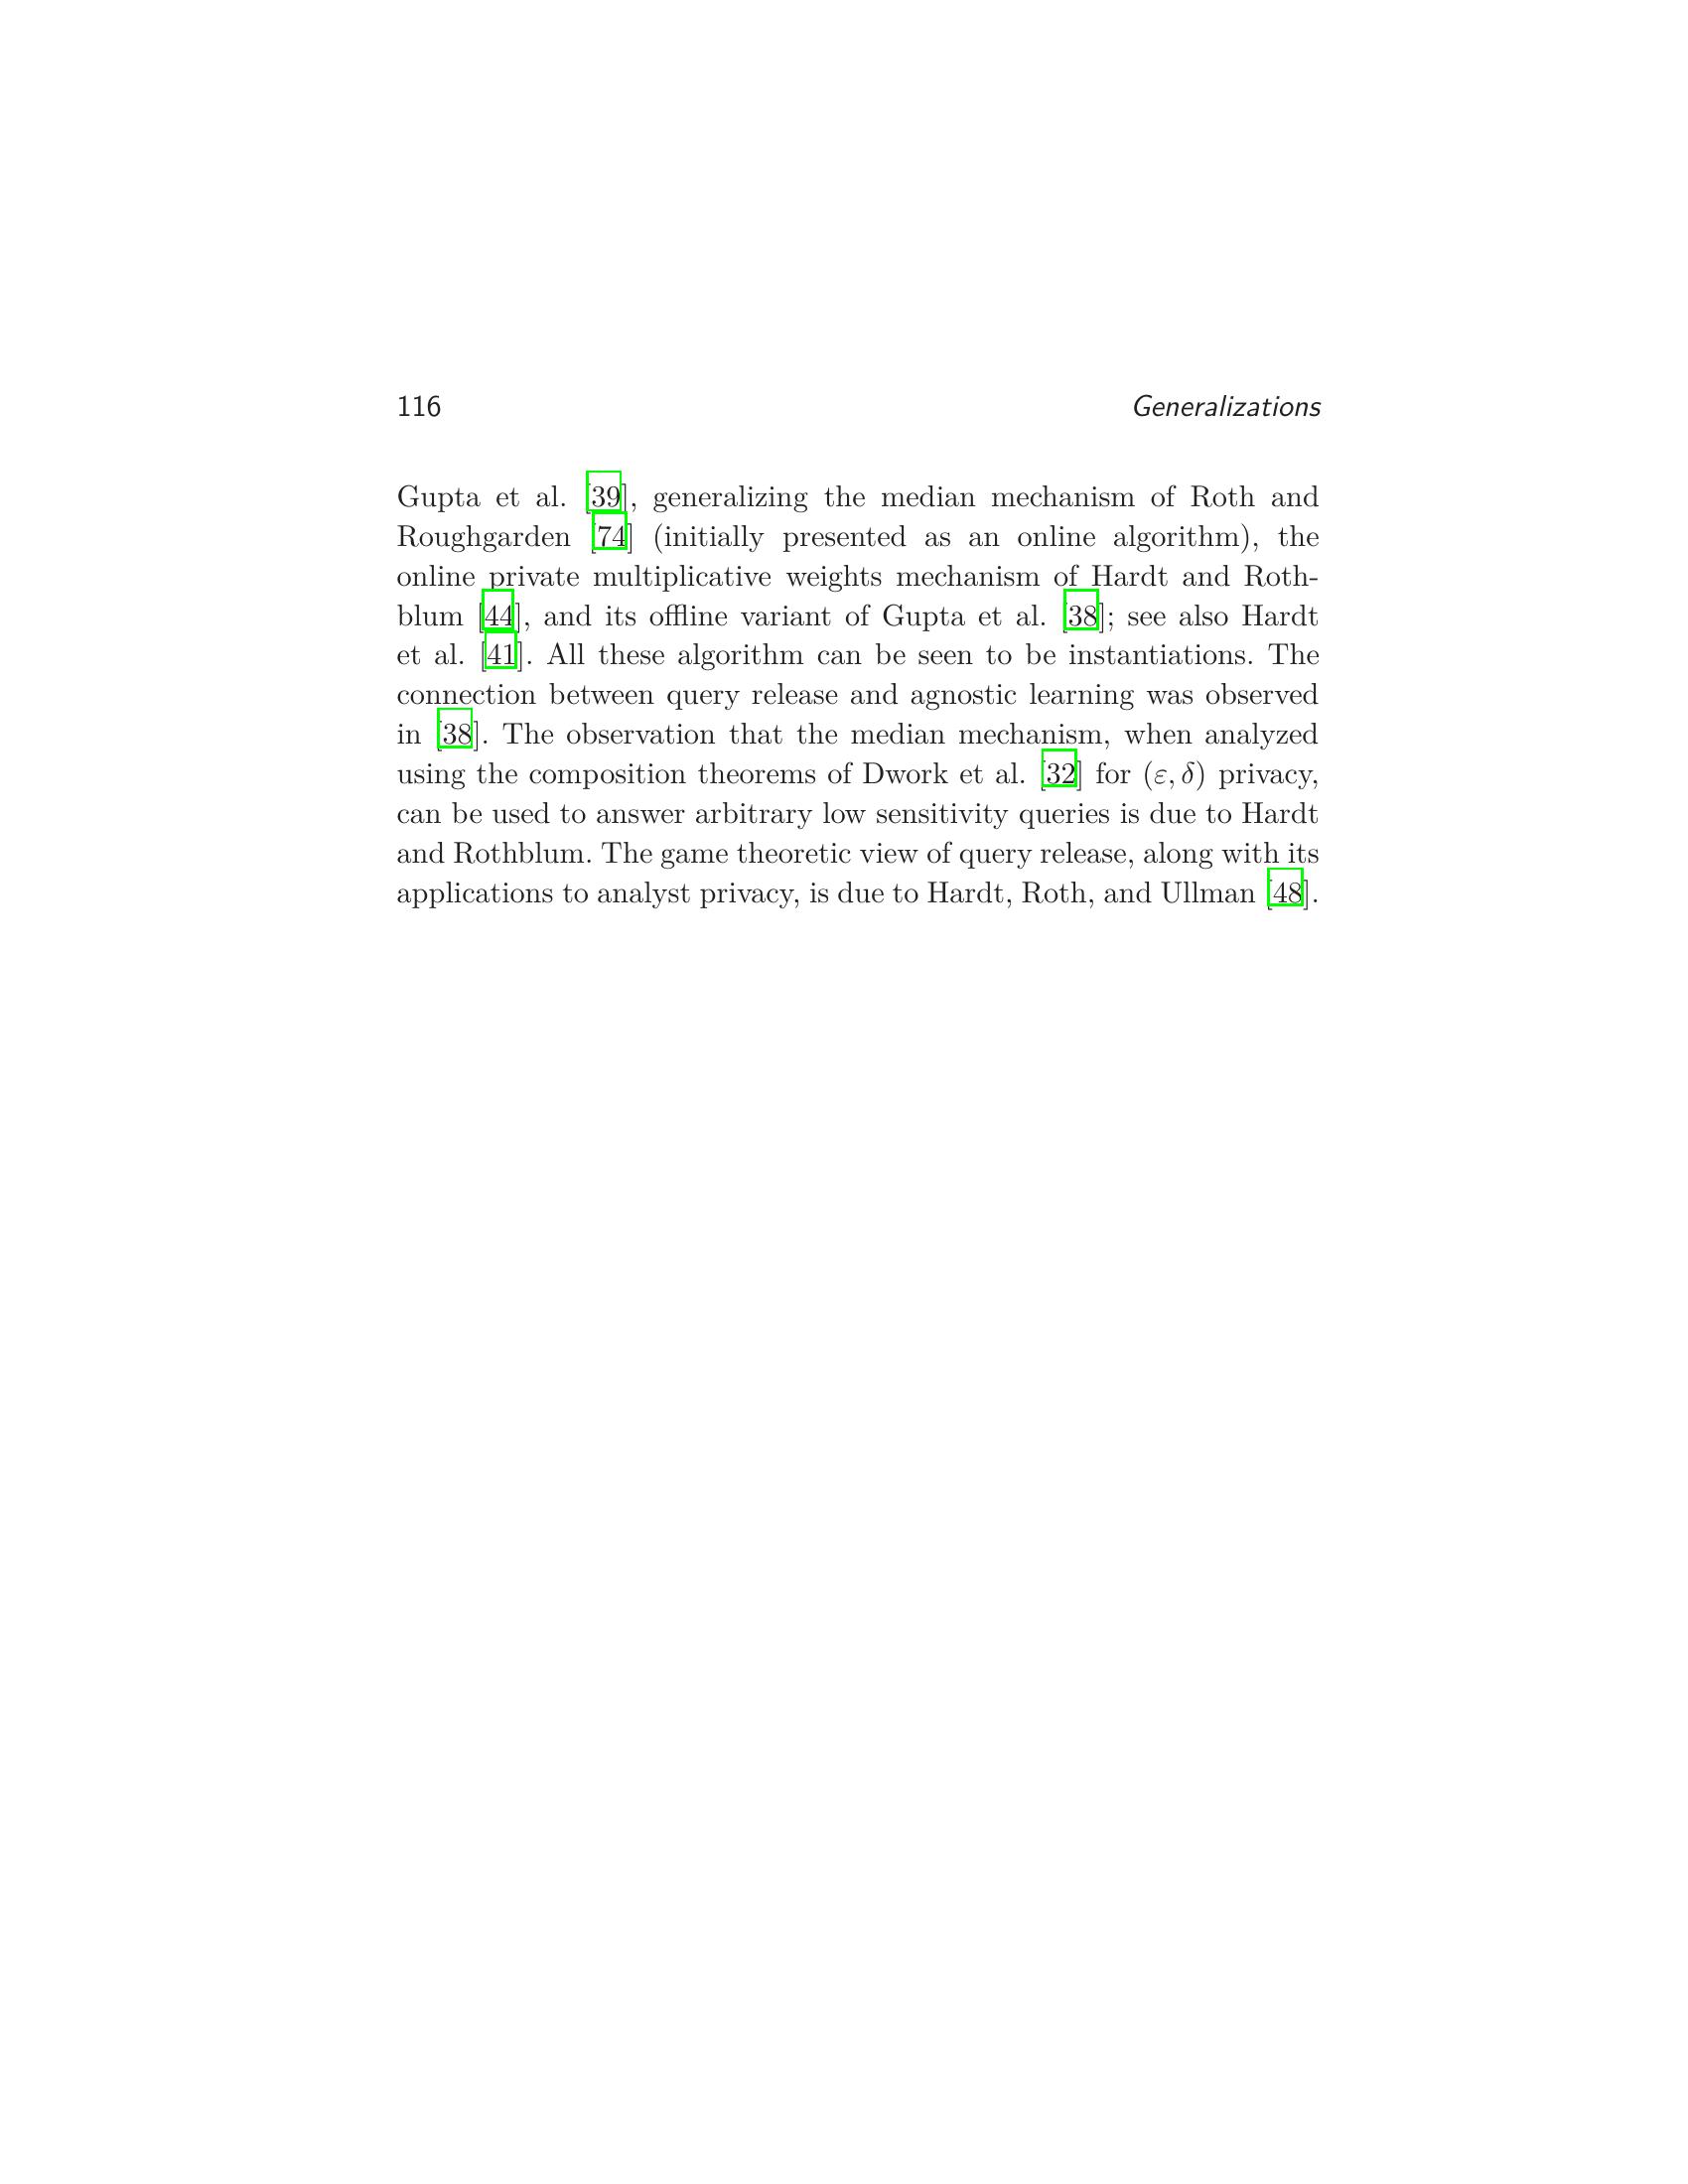 116 Generalizations
Gupta et al. [39], generalizing the median mechanism of Roth and
Roughgarden [74] (initially presented as an online algorithm), the
online private multiplicative weights mechanism of Hardt and Roth-
blum [44], and its offline variant of Gupta et al. [38]; see also Hardt
et al. [41]. All these algorithm can be seen to be instantiations. The
connection between query release and agnostic learning was observed
in [38]. The observation that the median mechanism, when analyzed
using the composition theorems of Dwork et al. [32] for (ε, δ) privacy,
can be used to answer arbitrary low sensitivity queries is due to Hardt
and Rothblum. The game theoretic view of query release, along with its
applications to analyst privacy, is due to Hardt, Roth, and Ullman [48].